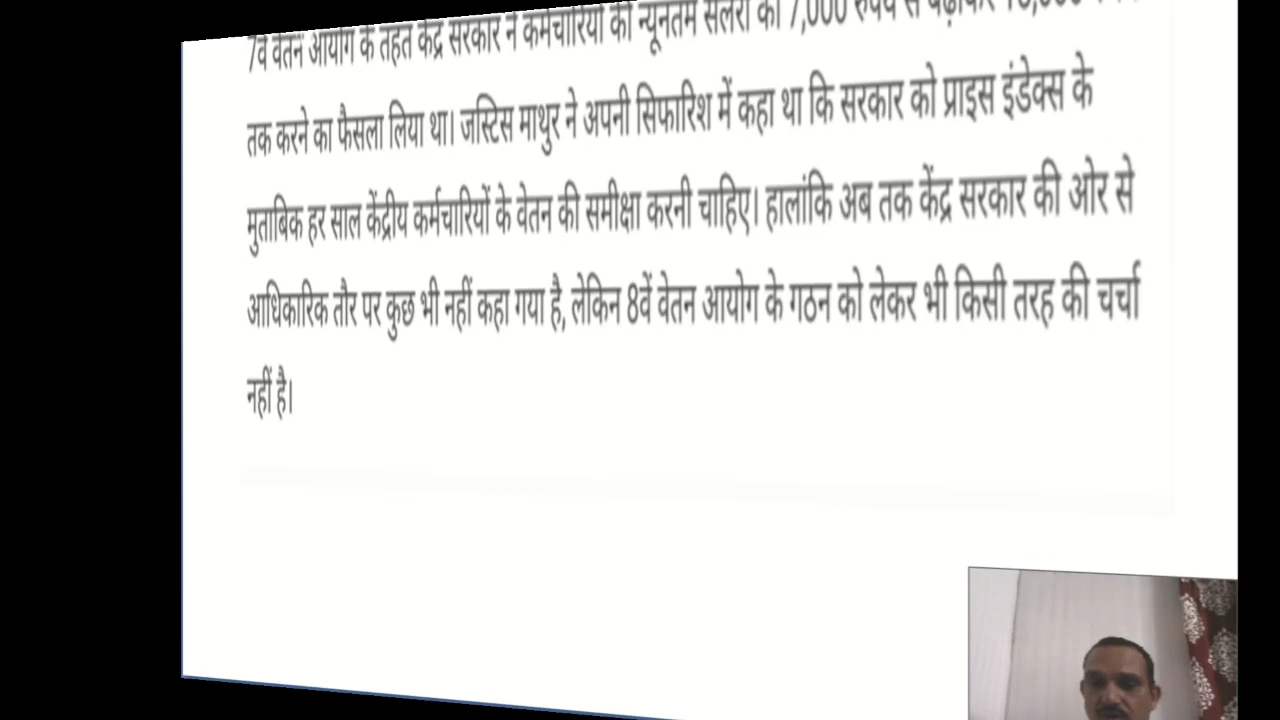 7वें वेतन आयोग के तहत केंद्र सरकार ने कर्मचारियों की न्यूनतम सैलरी को 7,000 रुपये से बढ़ाकर
तक करने का फैसला लिया था। जस्टिस माथुर ने अपनी सिफारिश में कहा था कि सरकार को प्राइस इंडेक्स के
मुताबिक हर साल केंद्रीय कर्मचारियों के वेतन की समीक्षा करनी चाहिए। हालांकि अब तक केंद्र सरकार की ओर से
आधिकारिक तौर पर कुछ भी नहीं कहा गया है, लेकिन 8वें वेतन आयोग के गठन को लेकर भी किसी तरह की चर्चा
नहीं है।